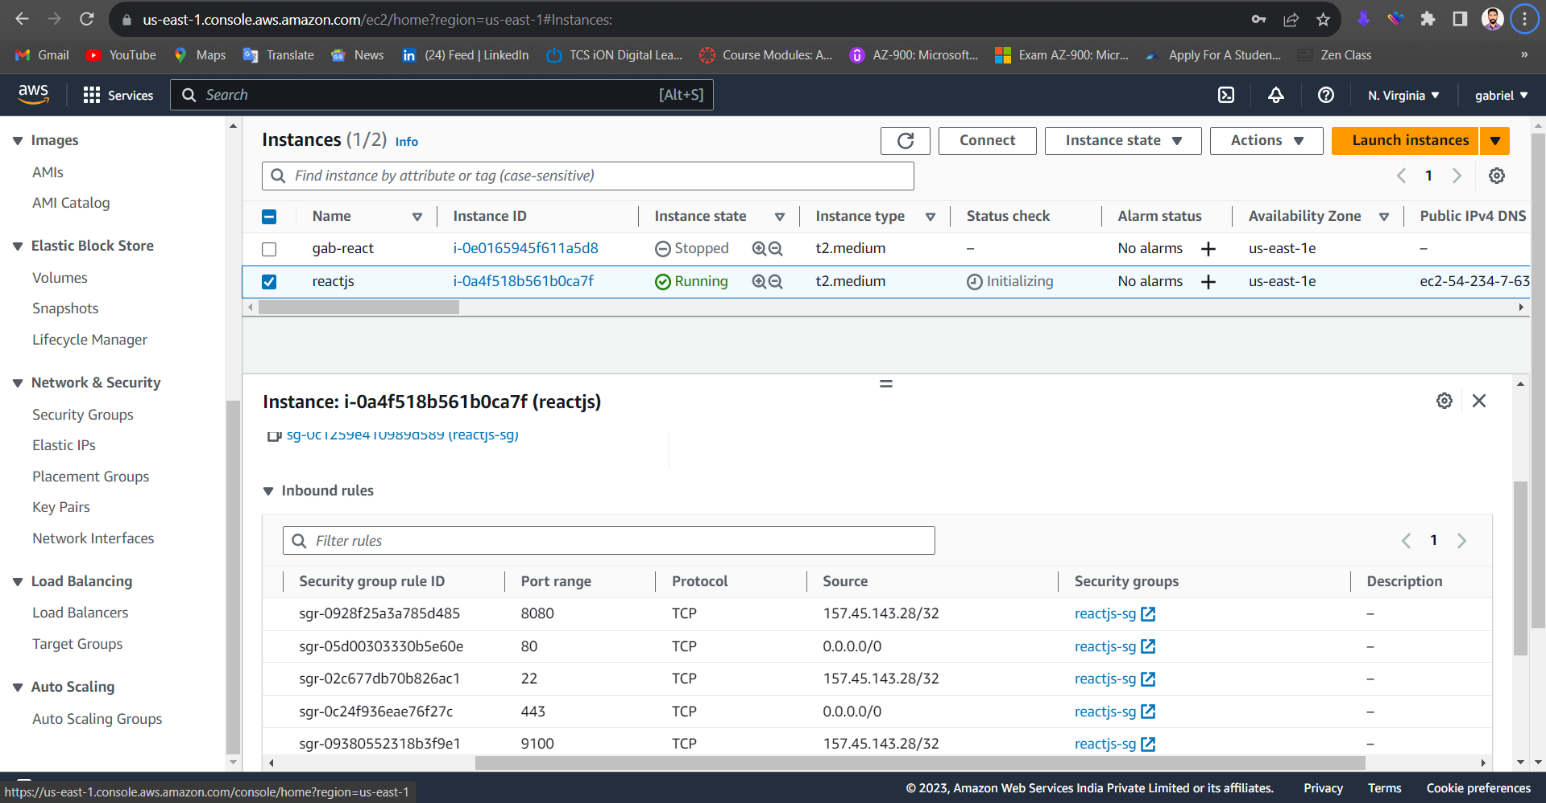 us-east-1.console.aws.amazon.com/ec2/home?region=us-east-1#Instances:
Gmail YouTube Maps Translate News (24) Feed | LinkedIn TCS iON Digital Lea... Course Modules: A... AZ-900: Microsoft... Exam AZ-900: Micr... Apply For A Studen... Zen Class »
aws Services Search [Alt+S] N. Virginia gabriel
Images
AMIs
AMI Catalog
Elastic Block Store
Volumes
Snapshots
Lifecycle Manager
Network & Security
Security Groups
Elastic IPs
Placement Groups
Key Pairs
Network Interfaces
Load Balancing
Load Balancers
Target Groups
Auto Scaling
Auto Scaling Groups
Instances (1/2) Info Connect Instance state Actions Launch instances
Find instance by attribute or tag (case-sensitive) 1
Name Instance ID Instance state Instance type Status check Alarm status Availability Zone Public IPv4 DNS
gab-react i-0e0165945f611a5d8 Stopped t2.medium – No alarms + us-east-1e –
reactjs i-0a4f518b561b0ca7f Running t2.medium Initializing No alarms + us-east-1e ec2-54-234-7-63
Instance: i-0a4f518b561b0ca7f (reactjs)
sg-0c1259e410989d589 (reactjs-sg)
Inbound rules
Filter rules 1
Security group rule ID Port range Protocol Source Security groups Description
sgr-0928f25a3a785d485 8080 TCP 157.45.143.28/32 reactjs-sg –
sgr-05d00303330b5e60e 80 TCP 0.0.0.0/0 reactjs-sg –
sgr-02c677db70b826ac1 22 TCP 157.45.143.28/32 reactjs-sg –
sgr-0c24f936eae76f27c 443 TCP 0.0.0.0/0 reactjs-sg –
sgr-09380552318b3f9e1 9100 TCP 157.45.143.28/32 reactjs-sg –
https://us-east-1.console.aws.amazon.com/console/home?region=us-east-1 © 2023, Amazon Web Services India Private Limited or its affiliates. Privacy Terms Cookie preferences